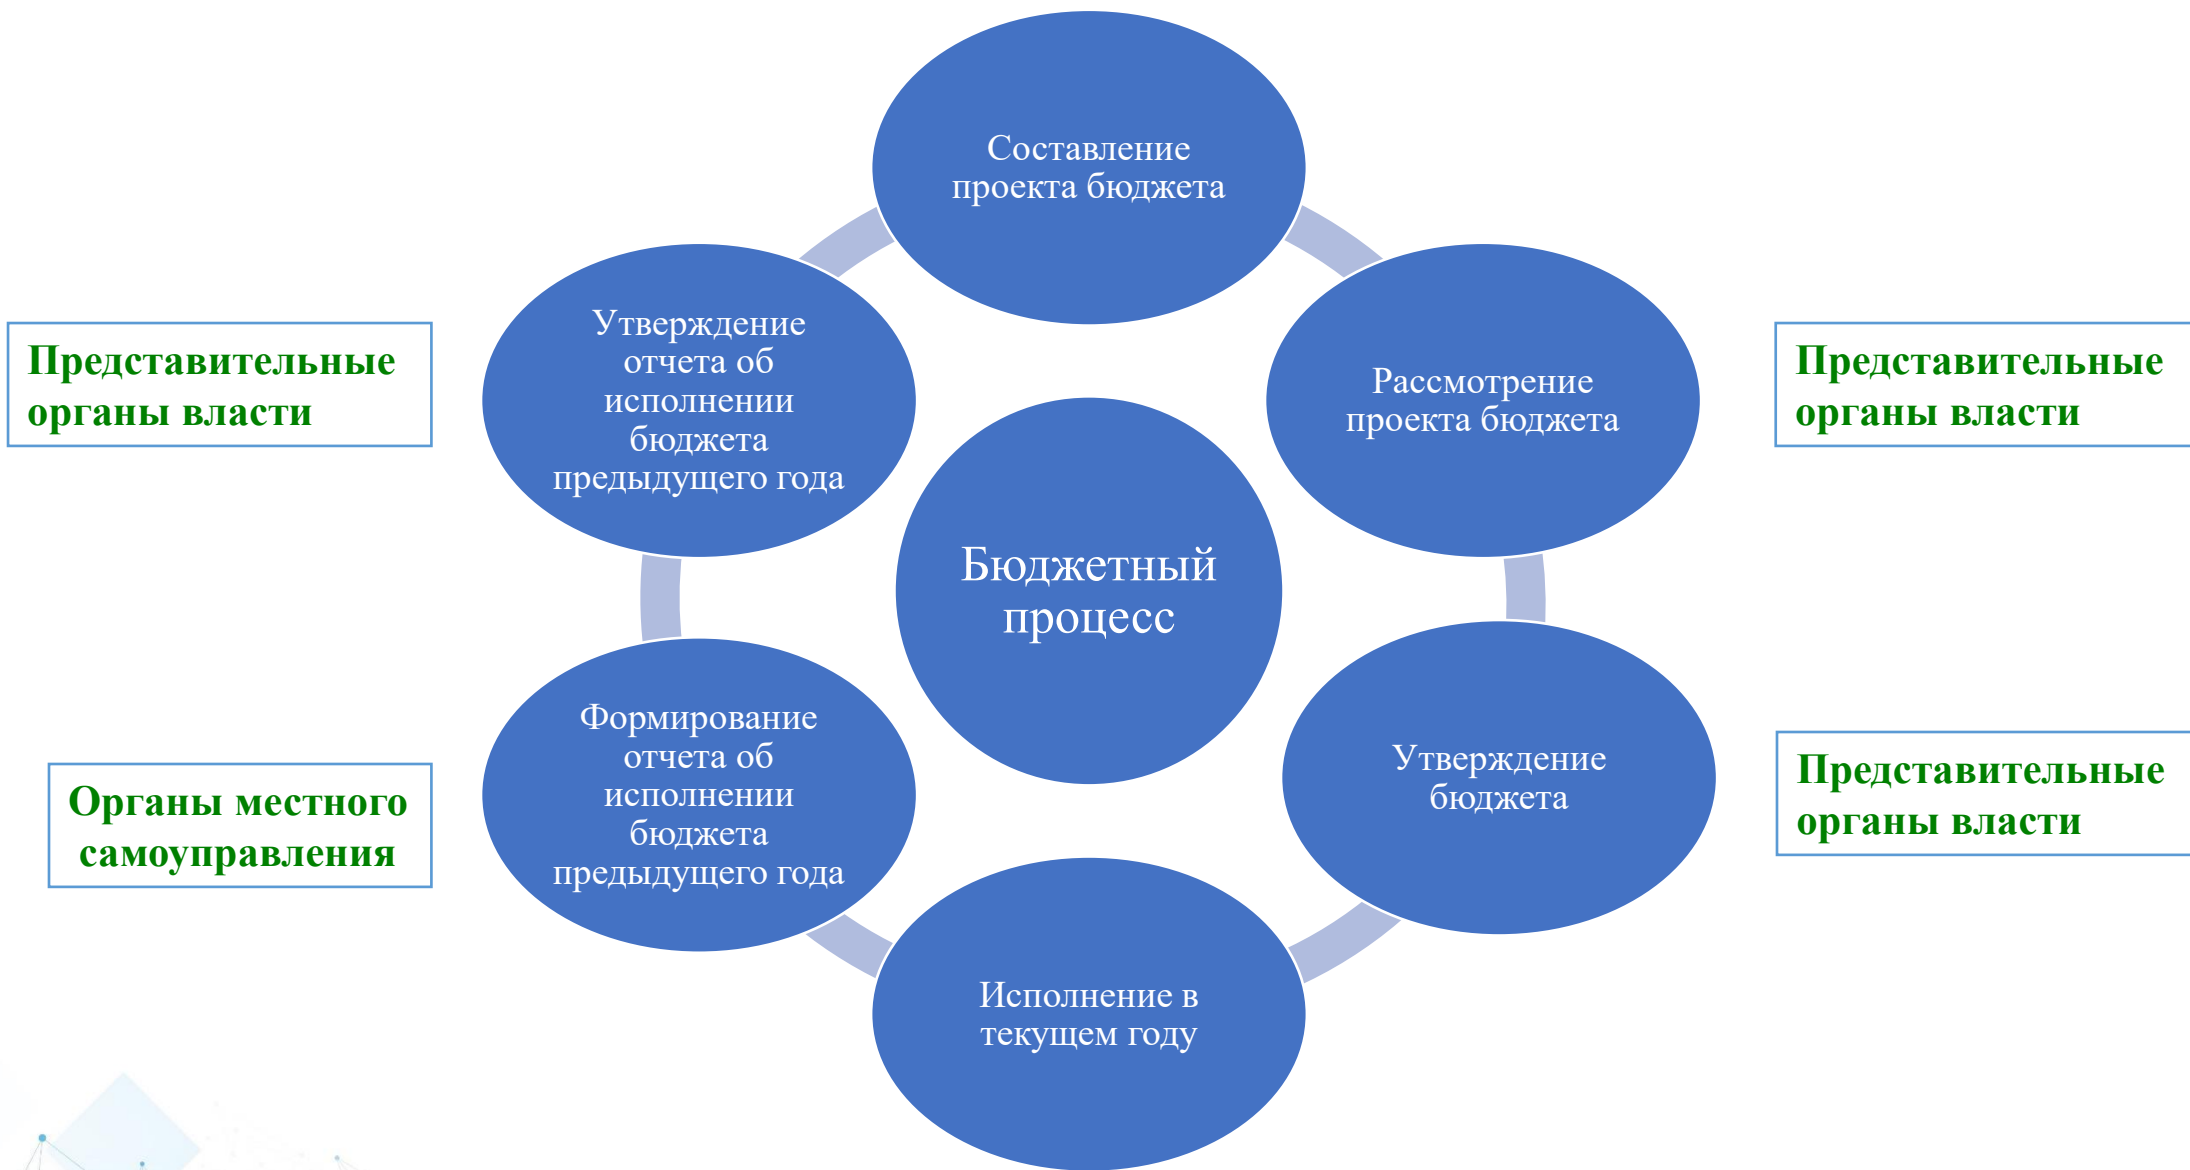 Составление
проекта бюджета
Утверждение
отчета об
исполнении
бюджета
предыдущего года
Представительные
органы власти
Рассмотрение
проекта бюджета
Представительные
органы власти
Бюджетный
процесс
Формирование
отчета об
исполнении
бюджета
предыдущего года
Органы местного
самоуправления
Утверждение
бюджета
Представительные
органы власти
Исполнение в
текущем году